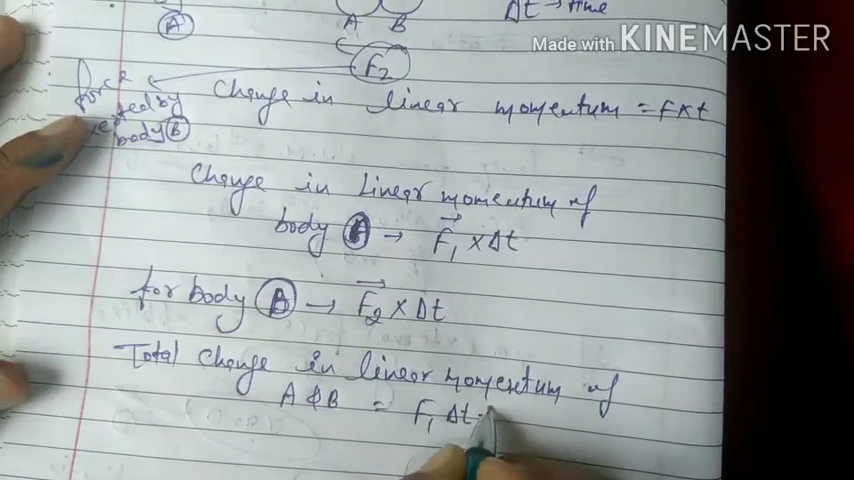 A B Δt → time
A
Made with KINEMASTER
F₂
force
exerted by
body B
Change in linear momentum = F×t
Change in Linear momentum of
body A → F₁ × Δt
for body B → F₂ × Δt
Total Change in linear momentum of
A & B = F₁ Δt